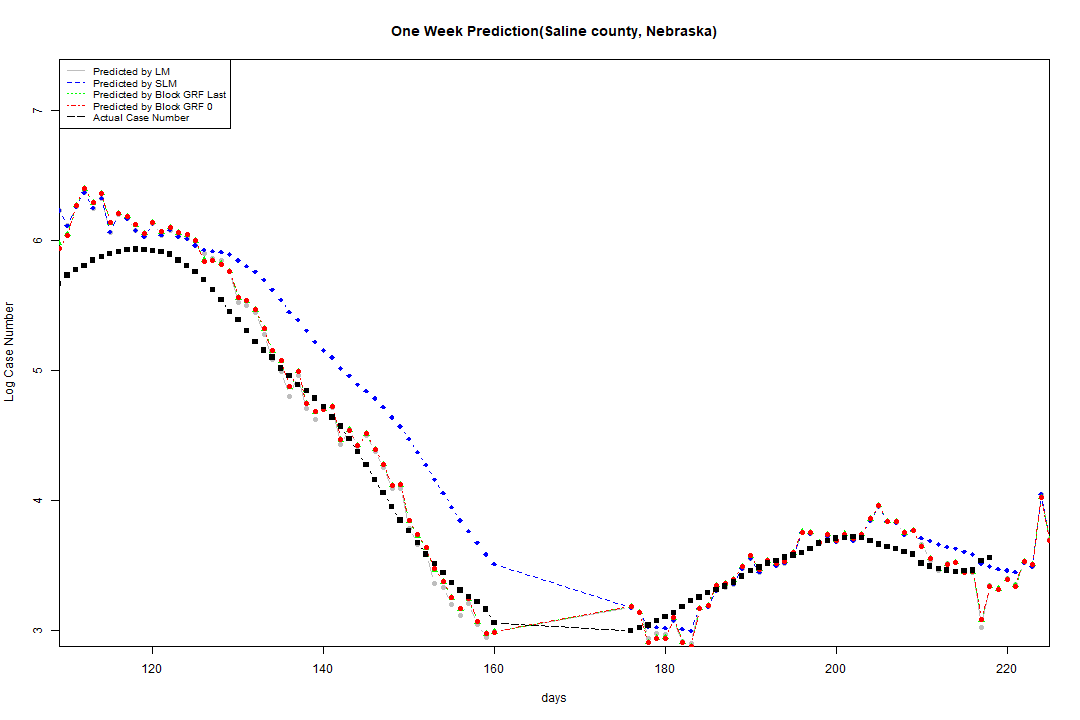 One Week Prediction(Saline county, Nebraska)
Predicted by LM
Predicted by SLM
Predicted by Block GRF Last
Predicted by Block GRF 0
Actual Case Number
7
6
5
4
3
Log Case Number
120 140 160 180 200 220
days